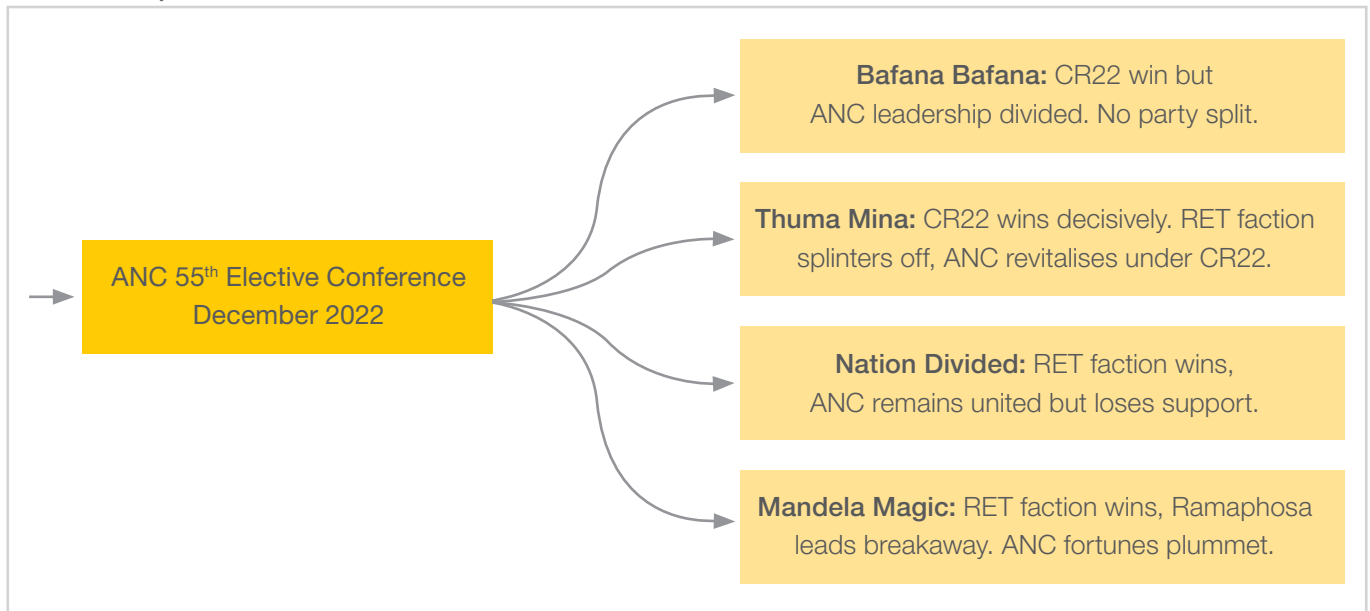 ANC 55th Elective Conference
December 2022
Bafana Bafana: CR22 win but
ANC leadership divided. No party split.
Thuma Mina: CR22 wins decisively. RET faction
splinters off, ANC revitalises under CR22.
Nation Divided: RET faction wins,
ANC remains united but loses support.
Mandela Magic: RET faction wins, Ramaphosa
leads breakaway. ANC fortunes plummet.